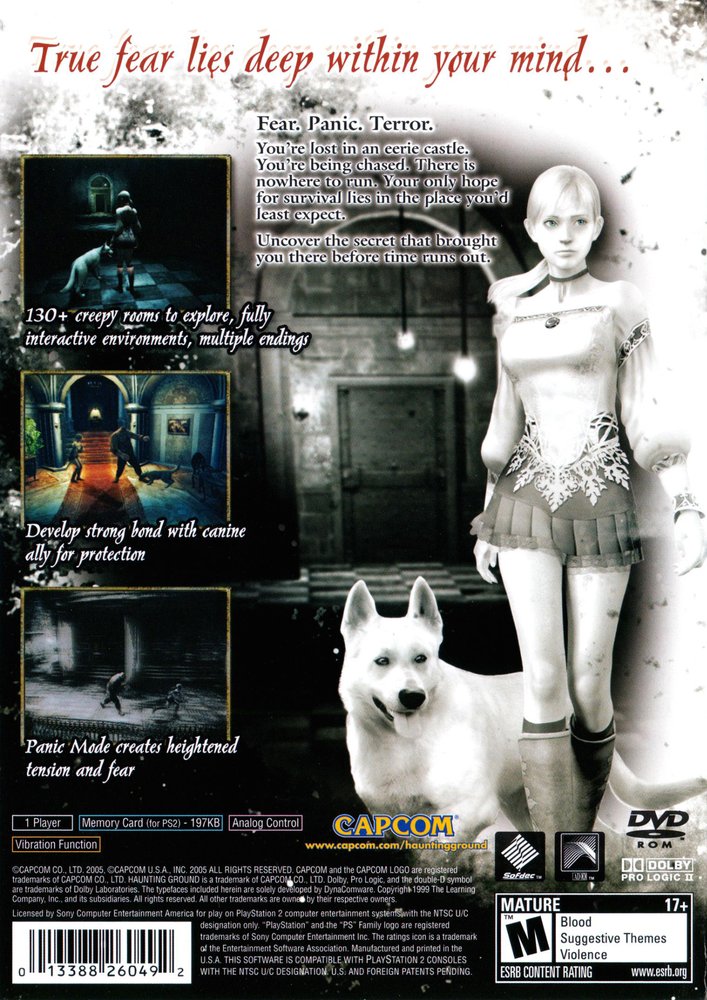 True fear lies deep within your mind...
Fear. Panic. Terror.
You're lost in an eerie castle.
You're being chased. There is
nowhere to run. Your only hope
for survival lies in the place you'd
least expect.
Uncover the secret that brought
you there before time runs out.
130+ creepy rooms to explore, fully
interactive environments, multiple endings
Develop strong bond with canine
ally for protection
Panic Mode creates heightened
tension and fear
1 Player
Memory Card (for PS2) - 197KB
Analog Control
Vibration Function
CAPCOM®
www.capcom.com/hauntingground
Sofdec™
DVD
ROM
DOLBY
PRO LOGIC II
©CAPCOM CO., LTD. 2005, ©CAPCOM U.S.A., INC. 2005 ALL RIGHTS RESERVED. CAPCOM and the CAPCOM LOGO are registered
trademarks of CAPCOM CO., LTD. HAUNTING GROUND is a trademark of CAPCOM CO., LTD. Dolby, Pro Logic, and the double-D symbol
are trademarks of Dolby Laboratories. The typefaces included herein are solely developed by DynaComware. Copyright 1999 The Learning
Company, Inc., and its subsidiaries. All rights reserved. All other trademarks are owned by their respective owners.
Licensed by Sony Computer Entertainment America for play on PlayStation 2 computer entertainment systems with the NTSC U/C
designation only. "PlayStation" and the "PS" Family logo are registered
trademarks of Sony Computer Entertainment Inc. The ratings icon is a trademark
of the Entertainment Software Association. Manufactured and printed in the
U.S.A. THIS SOFTWARE IS COMPATIBLE WITH PLAYSTATION 2 CONSOLES
WITH THE NTSC U/C DESIGNATION. U.S. AND FOREIGN PATENTS PENDING.
0 13388 26049 2
MATURE 17+
M™
Blood
Suggestive Themes
Violence
ESRB CONTENT RATING www.esrb.org